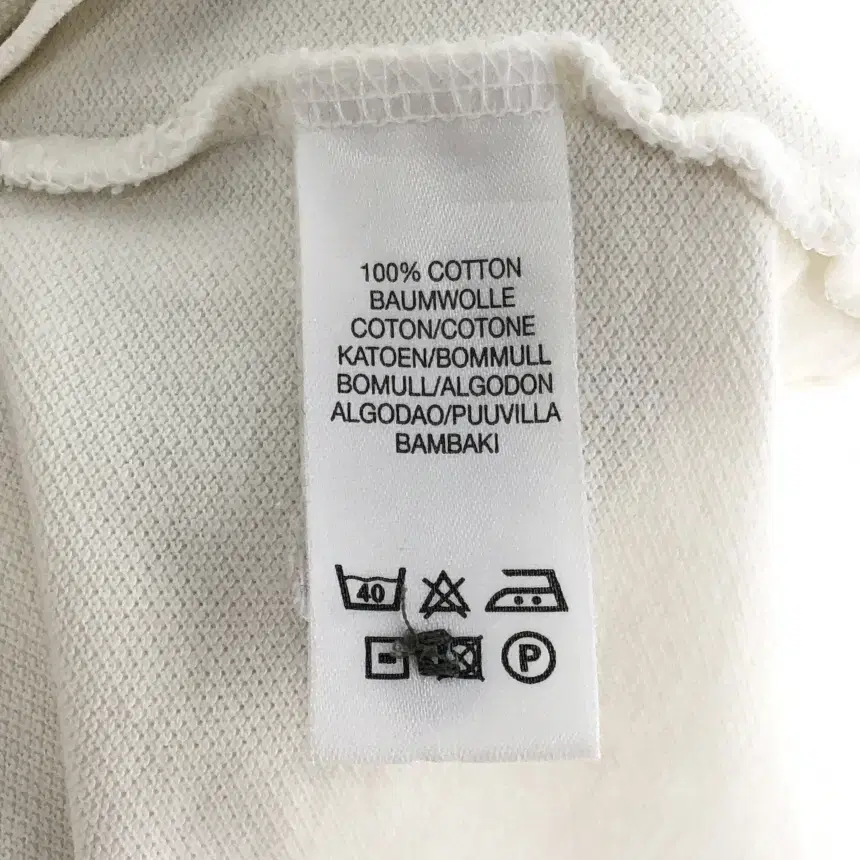 100% COTTON
BAUMWOLLE
COTON/COTONE
KATOEN/BOMMULL
BOMULL/ALGODON
ALGODAO/PUUVILLA
BAMBAKI
40
P